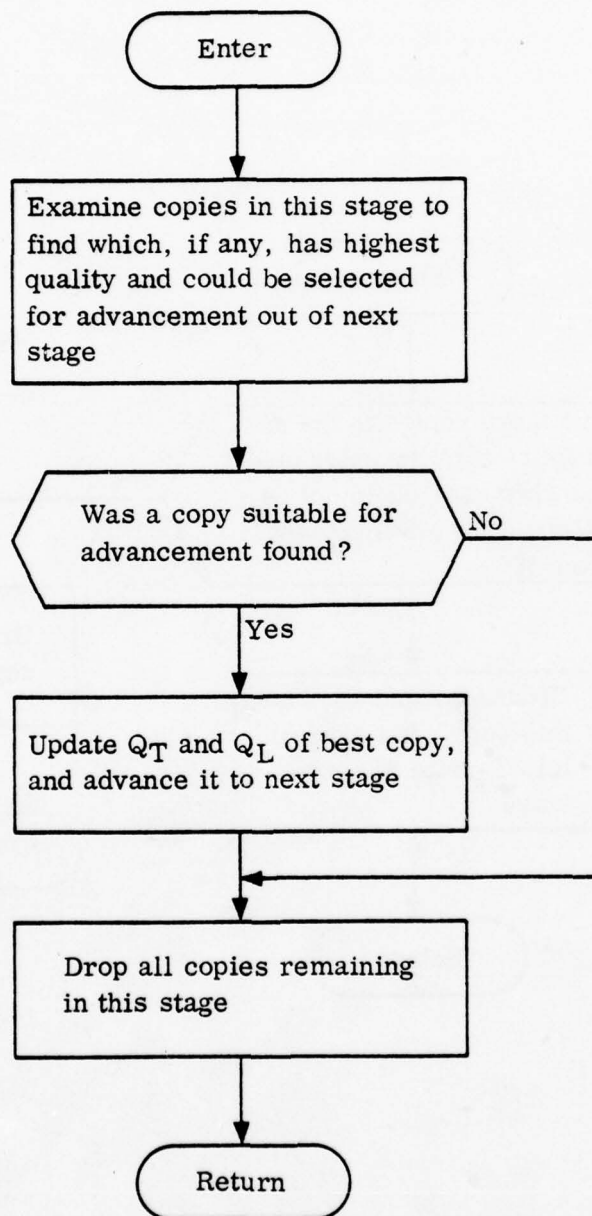 Enter
Examine copies in this stage to
find which, if any, has highest
quality and could be selected
for advancement out of next
stage
Was a copy suitable for
advancement found?
No
Yes
Update QT and QL of best copy,
and advance it to next stage
Drop all copies remaining
in this stage
Return